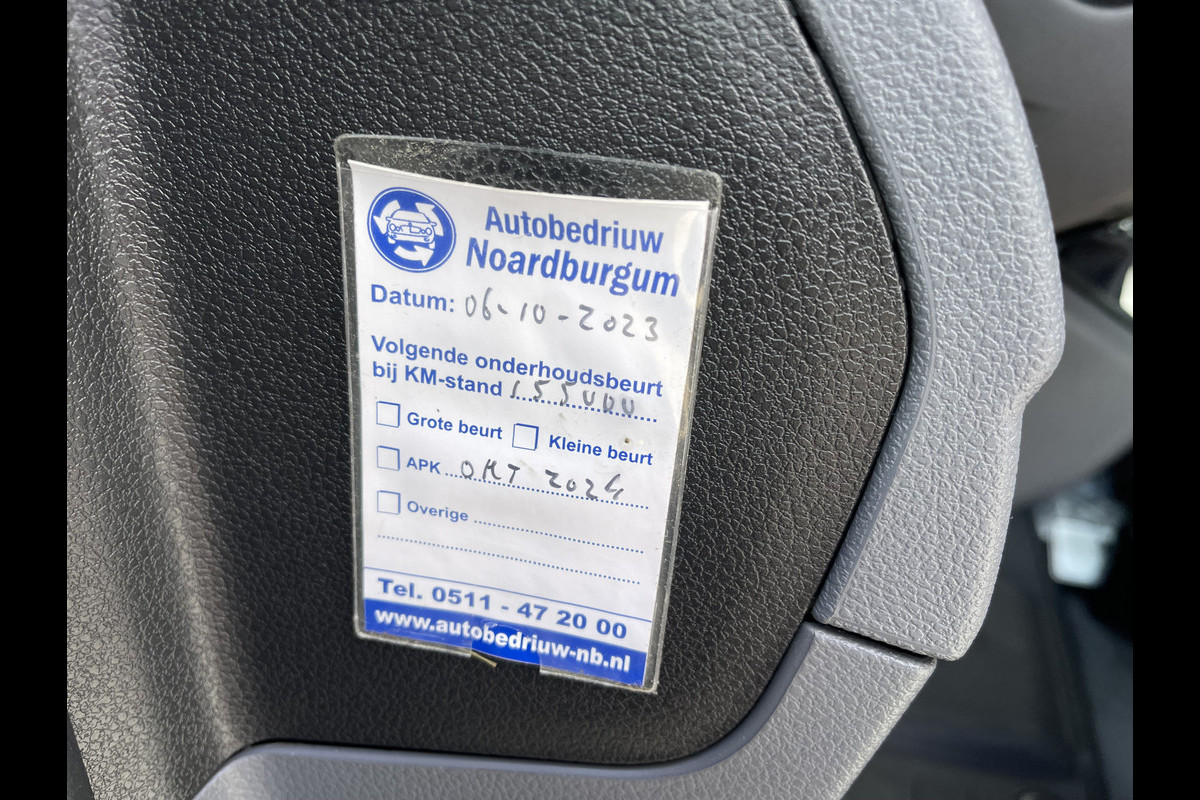 Autobedriuw
Noardburgum
Datum: 06-10-2023
Volgende onderhoudsbeurt
bij KM-stand 155000
Grote beurt Kleine beurt
APK OKT 2024
Overige
Tel. 0511 - 47 20 00
www.autobedriuw-nb.nl